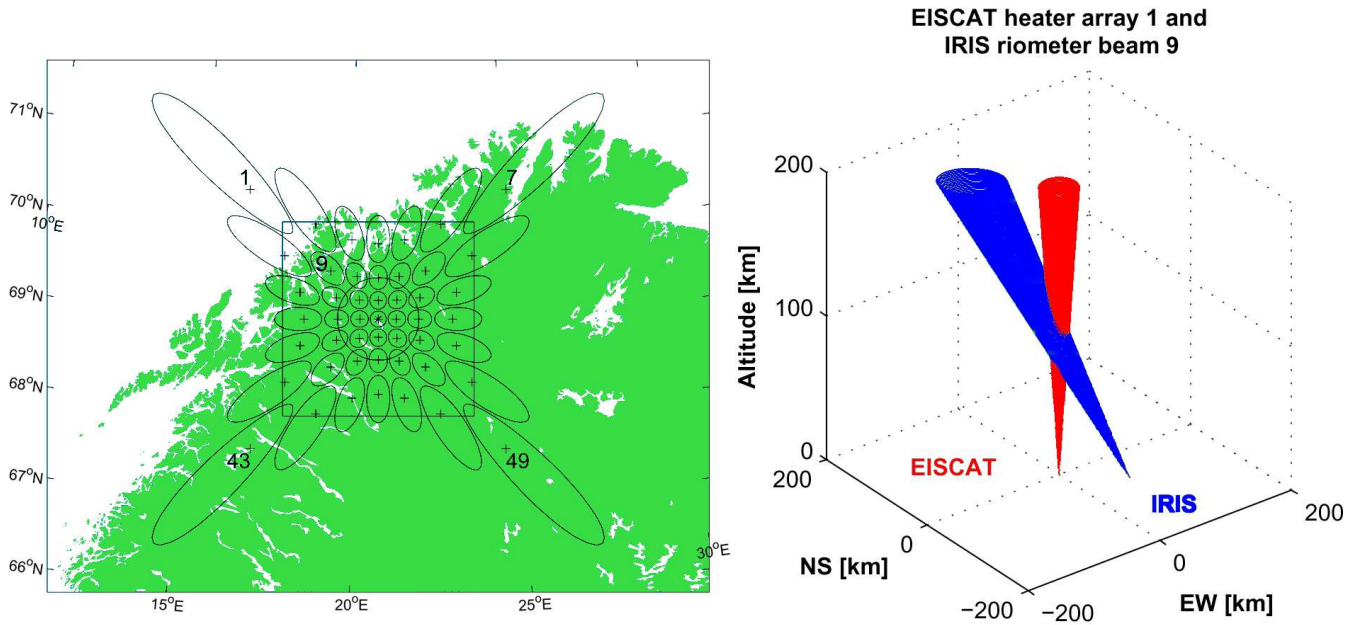 71°N
70°N
10°E
69°N
68°N
67°N
66°N
15°E
20°E
25°E
30°E
1
7
9
43
49
EISCAT heater array 1 and
IRIS riometer beam 9
Altitude [km]
200
100
0
200
0
−200
NS [km]
−200
0
200
EW [km]
EISCAT
IRIS